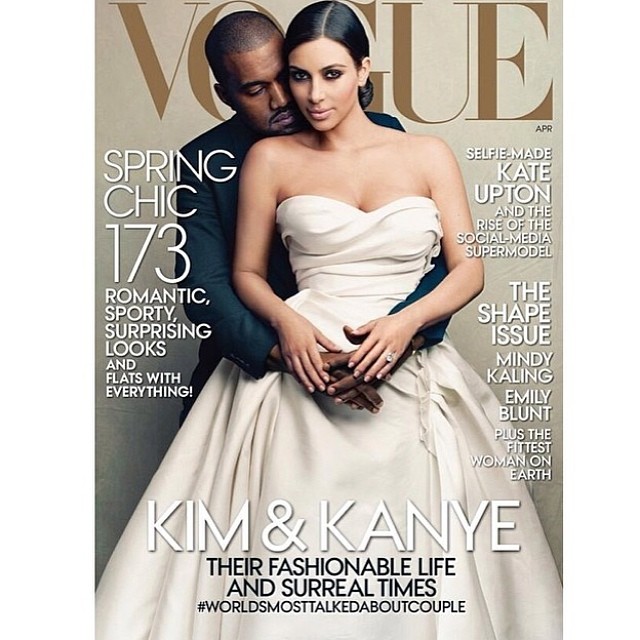 VOGUE
APR
SPRING
CHIC
173
ROMANTIC,
SPORTY,
SURPRISING
LOOKS
AND
FLATS WITH
EVERYTHING!
SELFIE-MADE
KATE
UPTON
AND THE
RISE OF THE
SOCIAL-MEDIA
SUPERMODEL
THE
SHAPE
ISSUE
MINDY
KALING
EMILY
BLUNT
PLUS THE
FITTEST
WOMAN ON
EARTH
KIM & KANYE
THEIR FASHIONABLE LIFE
AND SURREAL TIMES
#WORLDSMOSTTALKEDABOUTCOUPLE